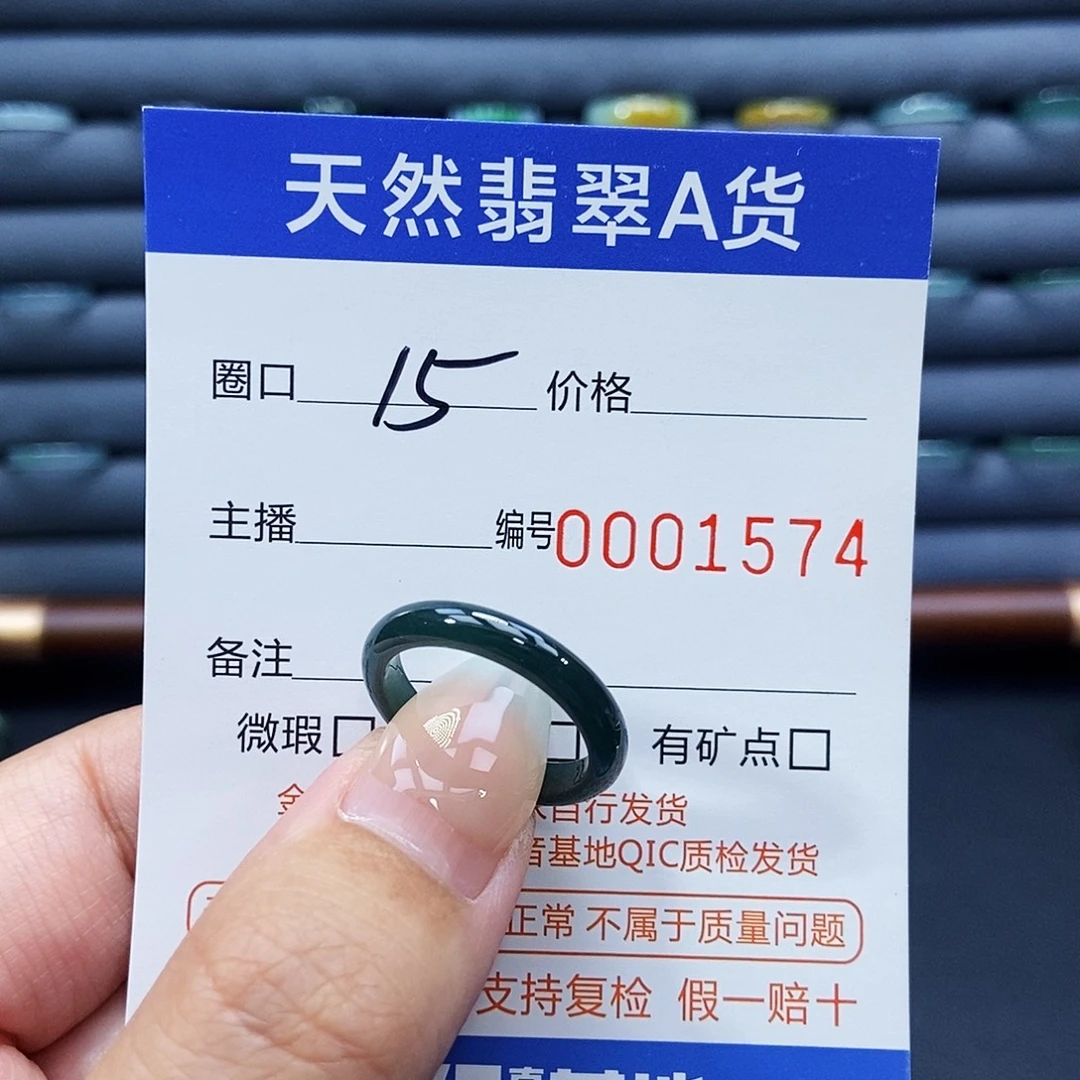 天然翡翠A货
圈口 15 价格
主播 编号0001574
备注
微瑕 有矿点
自行发货
基地QIC质检发货
正常 不属于质量问题
支持复检 假一赔十